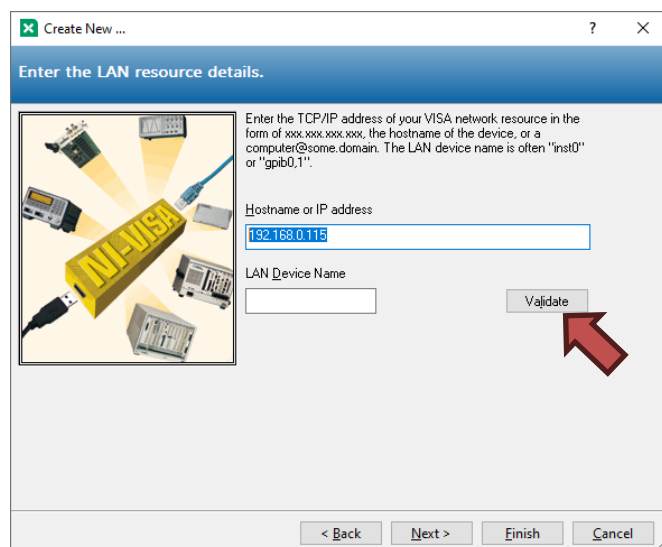 Create New ...
?
Enter the LAN resource details.
Enter the TCP/IP address of your VISA network resource in the
form of xxx.xxx.xxx.xxx, the hostname of the device, or a
computer@some.domain. The LAN device name is often "inst0"
or "gpib0,1".
Hostname or IP address
192.168.0.115
LAN Device Name
Validate
NI-VISA
< Back
Next >
Finish
Cancel